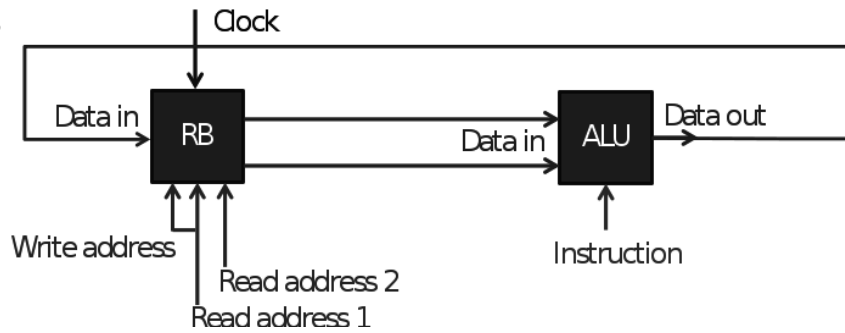 Clock
Data in
RB
Data in
ALU
Data out
Write address
Read address 2
Read address 1
Instruction